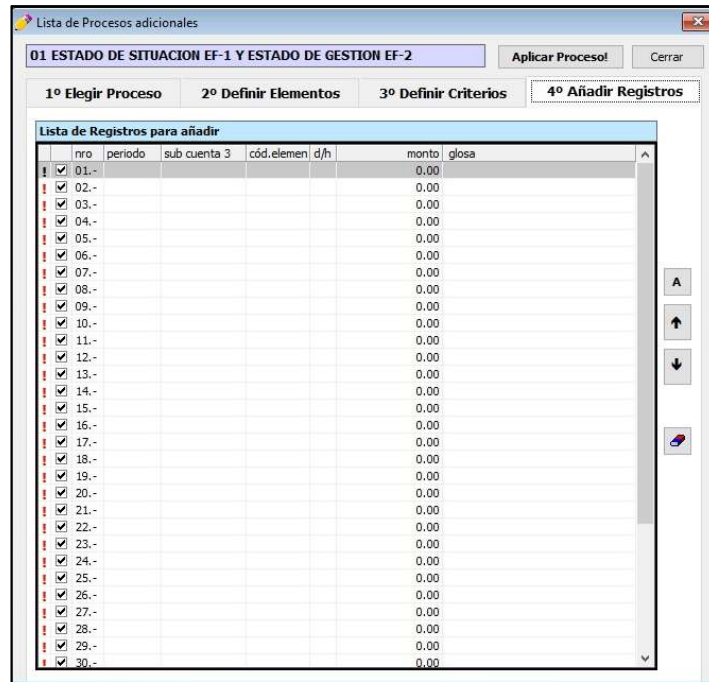 Lista de Procesos adicionales
01 ESTADO DE SITUACION EF-1 Y ESTADO DE GESTION EF-2 Aplicar Proceso! Cerrar
1º Elegir Proceso 2º Definir Elementos 3º Definir Criterios 4º Añadir Registros
Lista de Registros para añadir
nro periodo sub cuenta 3 cód.elemen d/h monto glosa
! 01.- 0.00
! 02.- 0.00
! 03.- 0.00
! 04.- 0.00
! 05.- 0.00
! 06.- 0.00
! 07.- 0.00
A
! 08.- 0.00
! 09.- 0.00
! 10.- 0.00
! 11.- 0.00
! 12.- 0.00
! 13.- 0.00
! 14.- 0.00
! 15.- 0.00
! 16.- 0.00
! 17.- 0.00
! 18.- 0.00
! 19.- 0.00
! 20.- 0.00
! 21.- 0.00
! 22.- 0.00
! 23.- 0.00
! 24.- 0.00
! 25.- 0.00
! 26.- 0.00
! 27.- 0.00
! 28.- 0.00
! 29.- 0.00
! 30.- 0.00